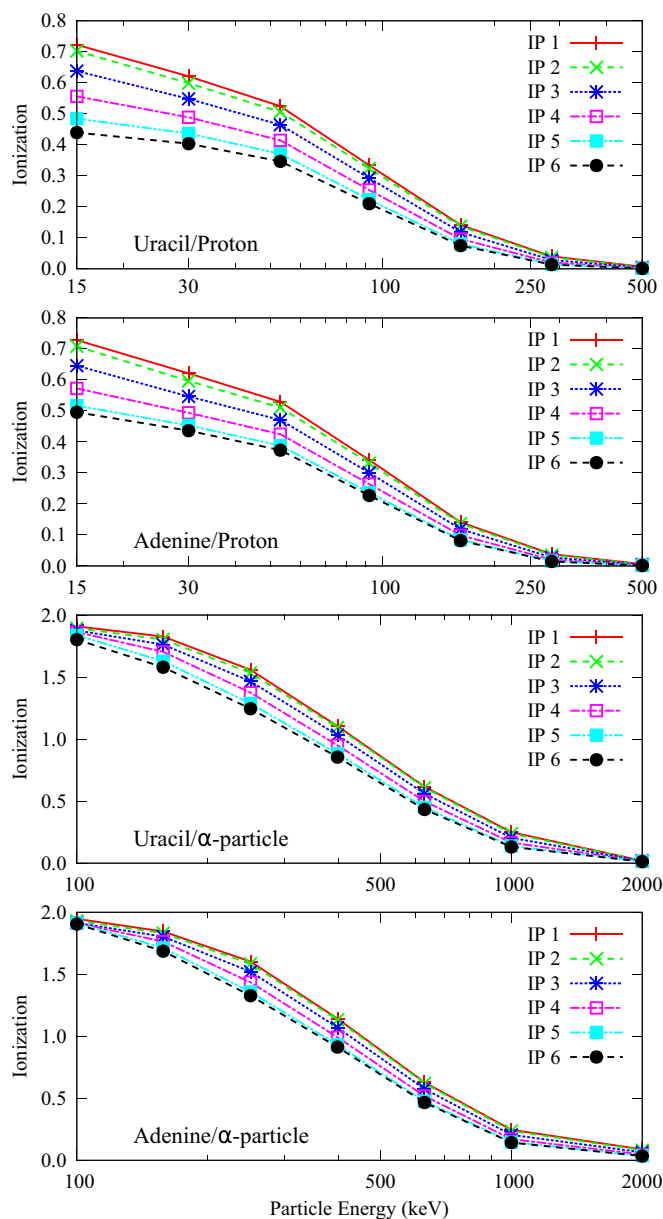 0.8
0.7
0.6
0.5
0.4
0.3
0.2
0.1
0.0
Ionization
IP 1
IP 2
IP 3
IP 4
IP 5
IP 6
Uracil/Proton
15 30 100 250 500
0.8
0.7
0.6
0.5
0.4
0.3
0.2
0.1
0.0
Ionization
IP 1
IP 2
IP 3
IP 4
IP 5
IP 6
Adenine/Proton
15 30 100 250 500
2.0
1.5
1.0
0.5
0.0
Ionization
IP 1
IP 2
IP 3
IP 4
IP 5
IP 6
Uracil/α-particle
100 500 1000 2000
2.0
1.5
1.0
0.5
0.0
Ionization
IP 1
IP 2
IP 3
IP 4
IP 5
IP 6
Adenine/α-particle
100 500 1000 2000
Particle Energy (keV)